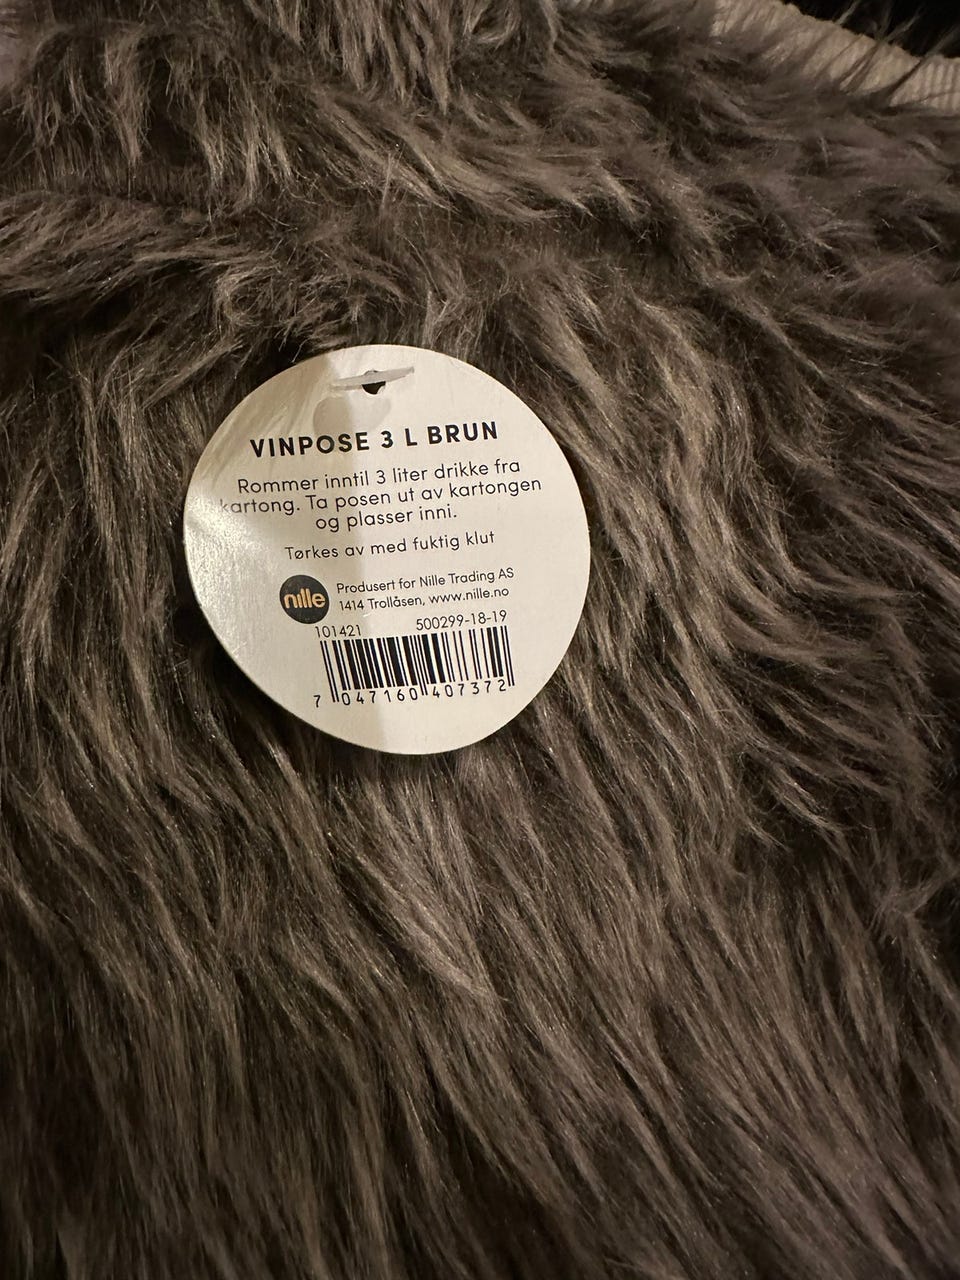 VINPOSE 3 L BRUN
Rommer inntil 3 liter drikke fra
kartong. Ta posen ut av kartongen
og plasser inni.
Tørkes av med fuktig klut
nille
Produsert for Nille Trading AS
1414 Trollåsen, www.nille.no
101421 500299-18-19
7 047160 407372